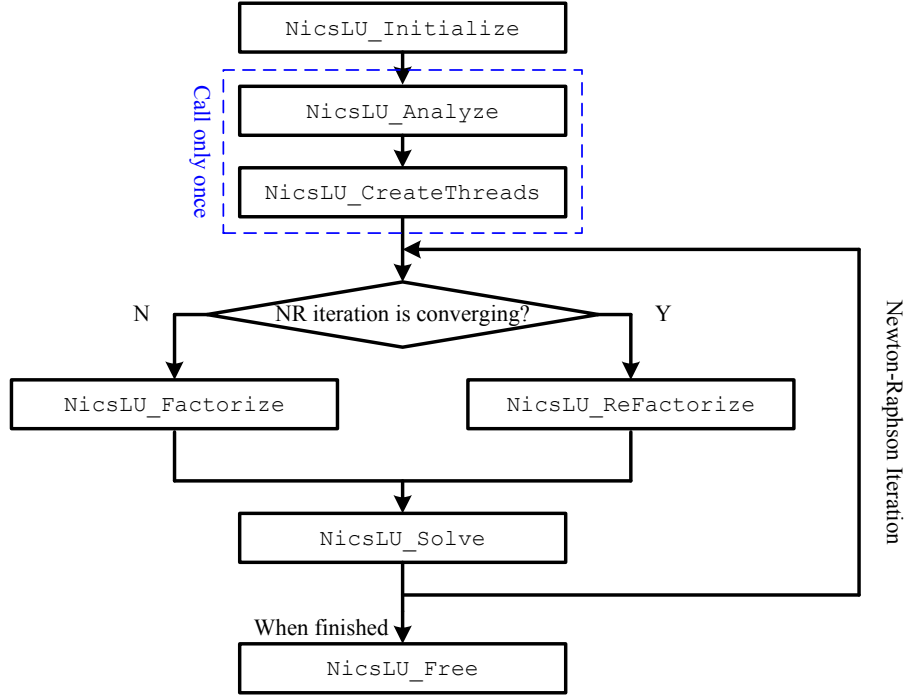 NicsLU_Initialize
Call only once
NicsLU_Analyze
NicsLU_CreateThreads
NR iteration is converging?
N
Y
NicsLU_Factorize
NicsLU_ReFactorize
Newton-Raphson Iteration
NicsLU_Solve
When finished
NicsLU_Free